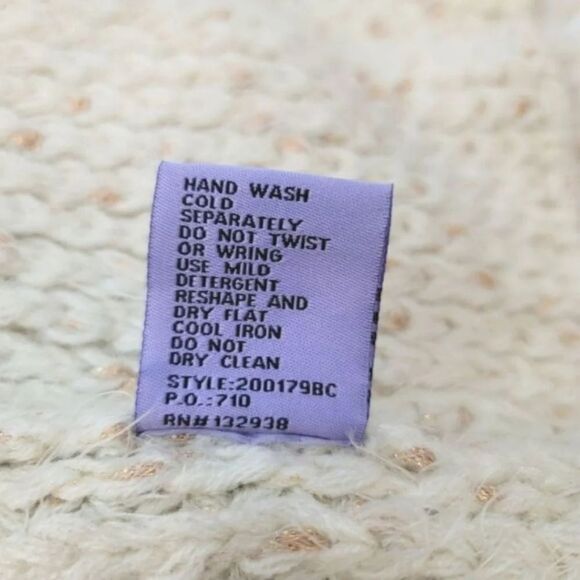 HAND WASH
COLD
SEPARATELY
DO NOT TWIST
OR WRING
USE MILD
DETERGENT
RESHAPE AND
DRY FLAT
COOL IRON
DO NOT
DRY CLEAN
STYLE:200179BC
P.O.:710
RN# 132938